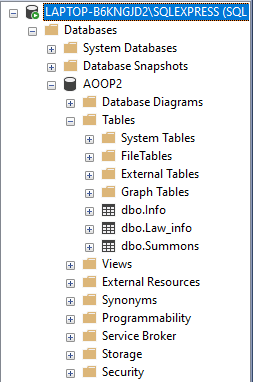 LAPTOP-B6KNGJD2\SQLEXPRESS (SQL
Databases
System Databases
Database Snapshots
AOOP2
Database Diagrams
Tables
System Tables
FileTables
External Tables
Graph Tables
dbo.Info
dbo.Law_info
dbo.Summons
Views
External Resources
Synonyms
Programmability
Service Broker
Storage
Security